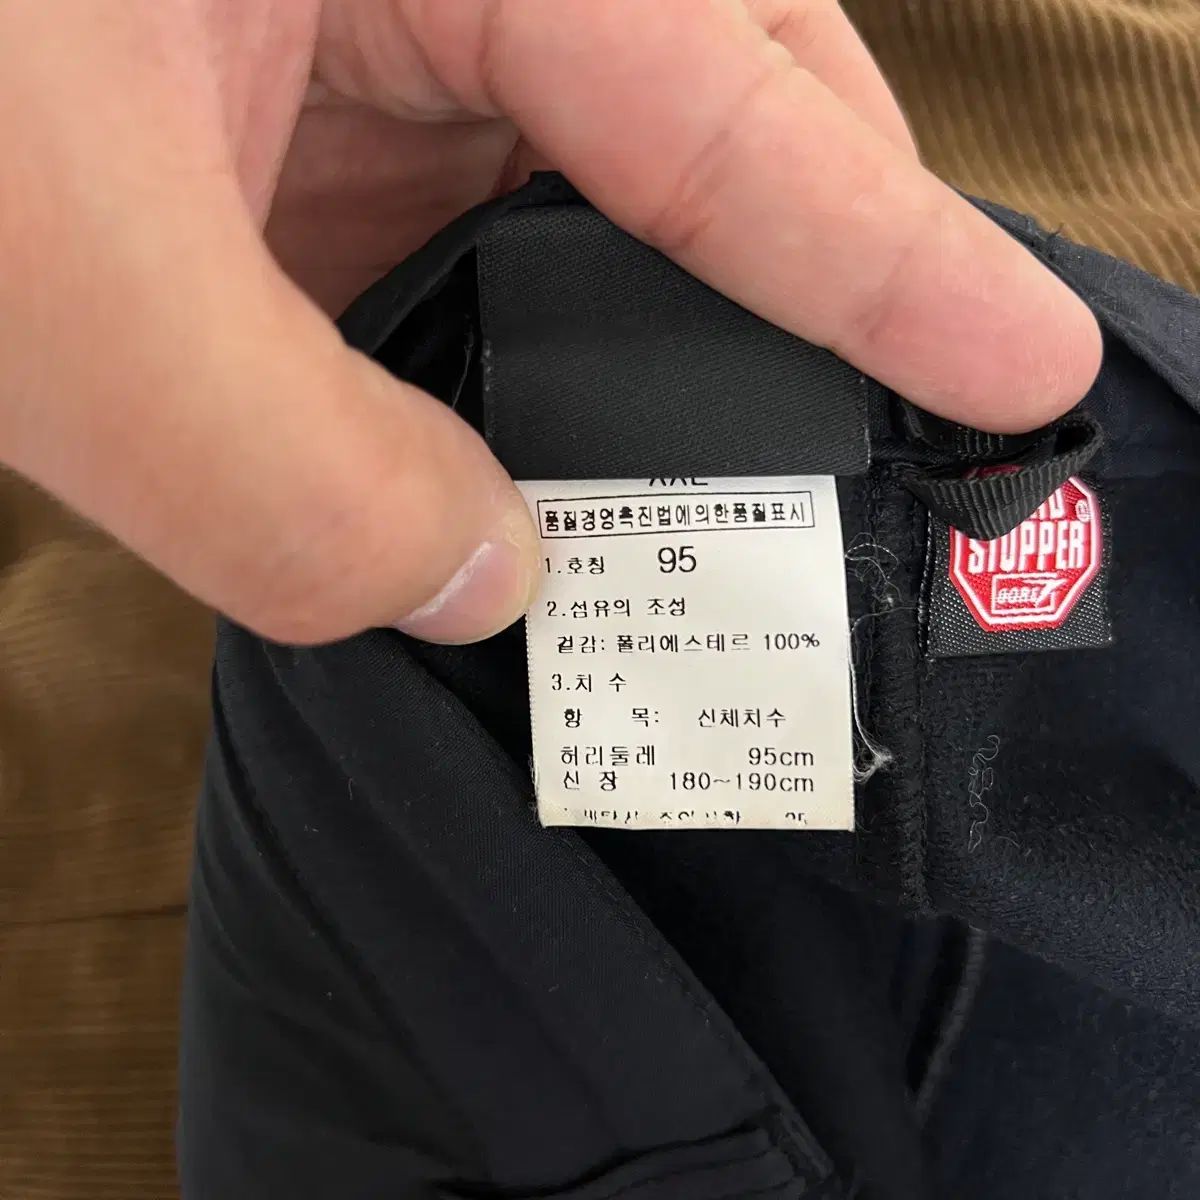 XXL
품질경영촉진법에의한품질표시
1.호칭 95
2.섬유의 조성
겉감: 폴리에스테르 100%
3.치 수
항 목: 신체치수
허리둘레 95cm
신 장 180~190cm
STOPPER
GORE